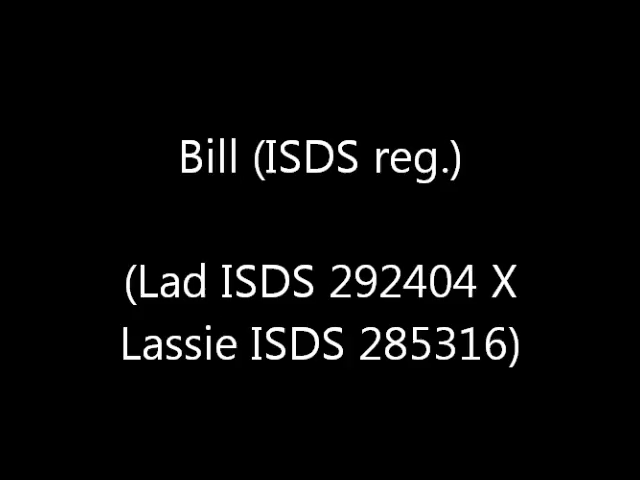 Bill (ISDS reg.)
(Lad ISDS 292404 X
Lassie ISDS 285316)